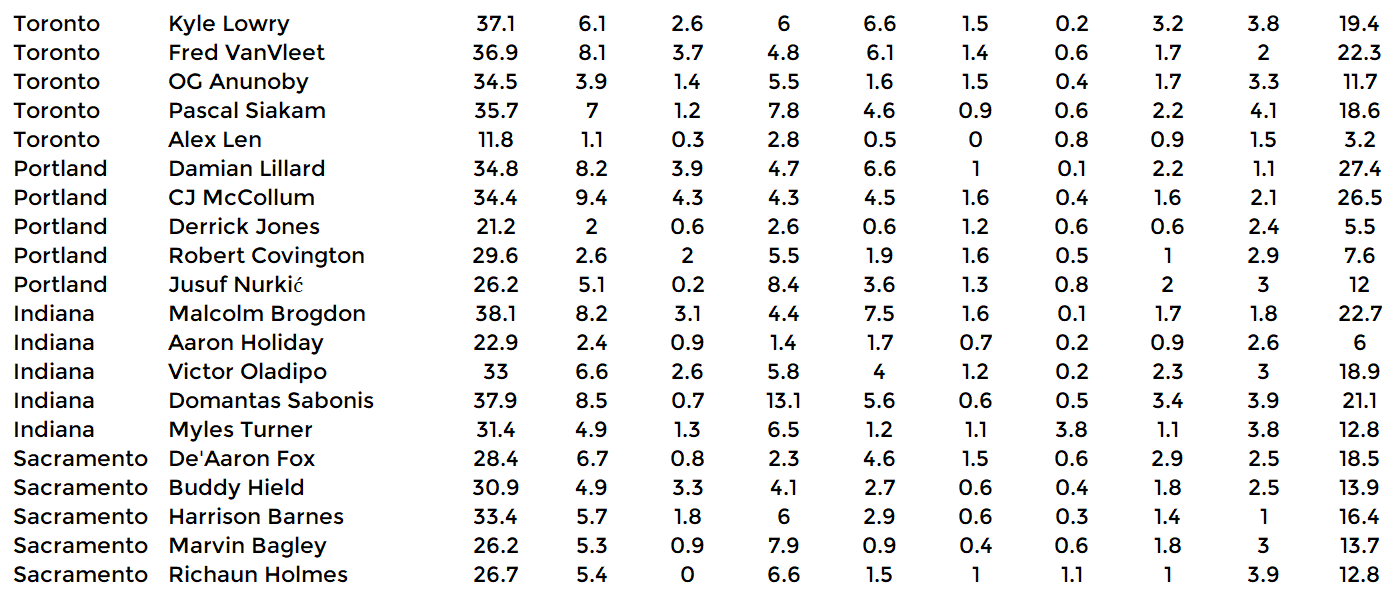 Toronto Kyle Lowry 37.1 6.1 2.6 6 6.6 1.5 0.2 3.2 3.8 19.4
Toronto Fred VanVleet 36.9 8.1 3.7 4.8 6.1 1.4 0.6 1.7 2 22.3
Toronto OG Anunoby 34.5 3.9 1.4 5.5 1.6 1.5 0.4 1.7 3.3 11.7
Toronto Pascal Siakam 35.7 7 1.2 7.8 4.6 0.9 0.6 2.2 4.1 18.6
Toronto Alex Len 11.8 1.1 0.3 2.8 0.5 0 0.8 0.9 1.5 3.2
Portland Damian Lillard 34.8 8.2 3.9 4.7 6.6 1 0.1 2.2 1.1 27.4
Portland CJ McCollum 34.4 9.4 4.3 4.3 4.5 1.6 0.4 1.6 2.1 26.5
Portland Derrick Jones 21.2 2 0.6 2.6 0.6 1.2 0.6 0.6 2.4 5.5
Portland Robert Covington 29.6 2.6 2 5.5 1.9 1.6 0.5 1 2.9 7.6
Portland Jusuf Nurkić 26.2 5.1 0.2 8.4 3.6 1.3 0.8 2 3 12
Indiana Malcolm Brogdon 38.1 8.2 3.1 4.4 7.5 1.6 0.1 1.7 1.8 22.7
Indiana Aaron Holiday 22.9 2.4 0.9 1.4 1.7 0.7 0.2 0.9 2.6 6
Indiana Victor Oladipo 33 6.6 2.6 5.8 4 1.2 0.2 2.3 3 18.9
Indiana Domantas Sabonis 37.9 8.5 0.7 13.1 5.6 0.6 0.5 3.4 3.9 21.1
Indiana Myles Turner 31.4 4.9 1.3 6.5 1.2 1.1 3.8 1.1 3.8 12.8
Sacramento De'Aaron Fox 28.4 6.7 0.8 2.3 4.6 1.5 0.6 2.9 2.5 18.5
Sacramento Buddy Hield 30.9 4.9 3.3 4.1 2.7 0.6 0.4 1.8 2.5 13.9
Sacramento Harrison Barnes 33.4 5.7 1.8 6 2.9 0.6 0.3 1.4 1 16.4
Sacramento Marvin Bagley 26.2 5.3 0.9 7.9 0.9 0.4 0.6 1.8 3 13.7
Sacramento Richaun Holmes 26.7 5.4 0 6.6 1.5 1 1.1 1 3.9 12.8